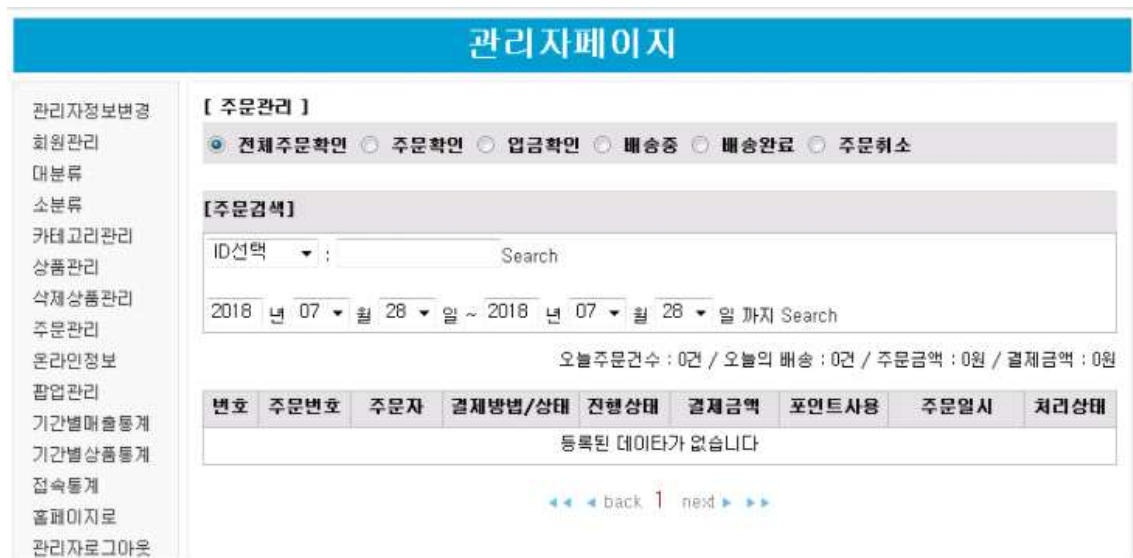 관리자페이지
관리자정보변경
회원관리
대분류
소분류
카테고리관리
상품관리
삭제상품관리
주문관리
온라인정보
팝업관리
기간별매출통계
기간별상품통계
접속통계
홈페이지로
관리자로그아웃
[ 주문관리 ]
전체주문확인 주문확인 입금확인 배송중 배송완료 주문취소
[주문검색]
ID선택 : Search
2018 년 07 월 28 일 ~ 2018 년 07 월 28 일 까지 Search
오늘주문건수 : 0건 / 오늘의 배송 : 0건 / 주문금액 : 0원 / 결제금액 : 0원
번호 주문번호 주문자 결제방법/상태 진행상태 결제금액 포인트사용 주문일시 처리상태
등록된 데이타가 없습니다
back 1 next